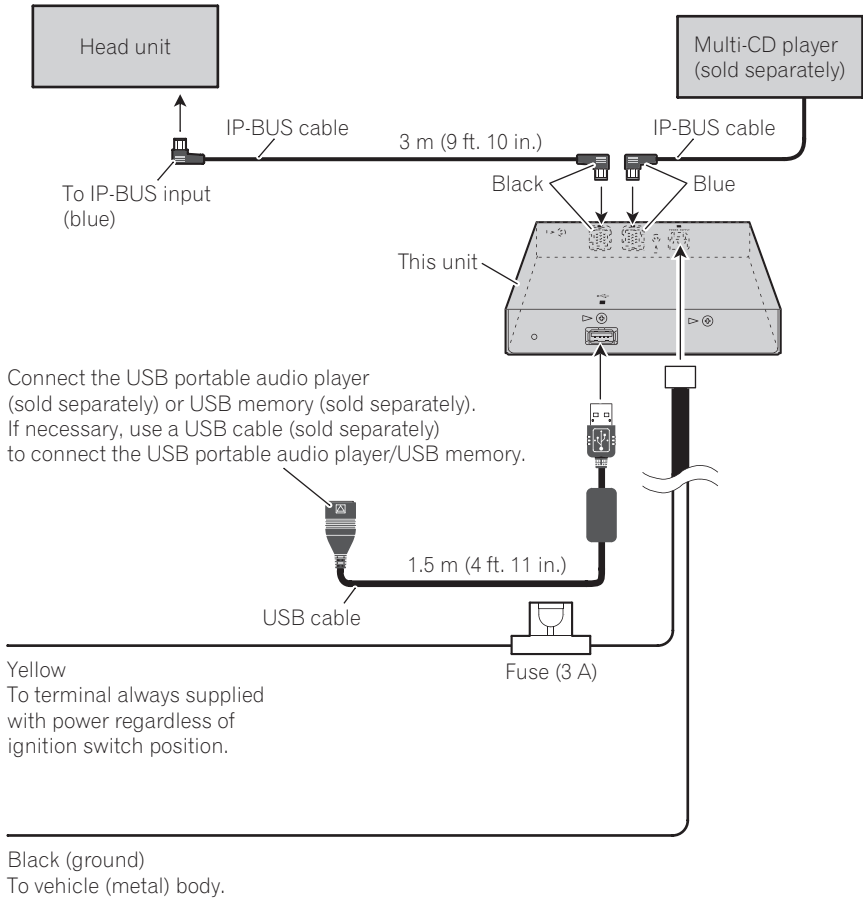 Head unit
Multi-CD player
(sold separately)
IP-BUS cable
3 m (9 ft. 10 in.)
IP-BUS cable
To IP-BUS input
(blue)
Black
Blue
This unit
Connect the USB portable audio player
(sold separately) or USB memory (sold separately).
If necessary, use a USB cable (sold separately)
to connect the USB portable audio player/USB memory.
1.5 m (4 ft. 11 in.)
USB cable
Fuse (3 A)
Yellow
To terminal always supplied
with power regardless of
ignition switch position.
Black (ground)
To vehicle (metal) body.